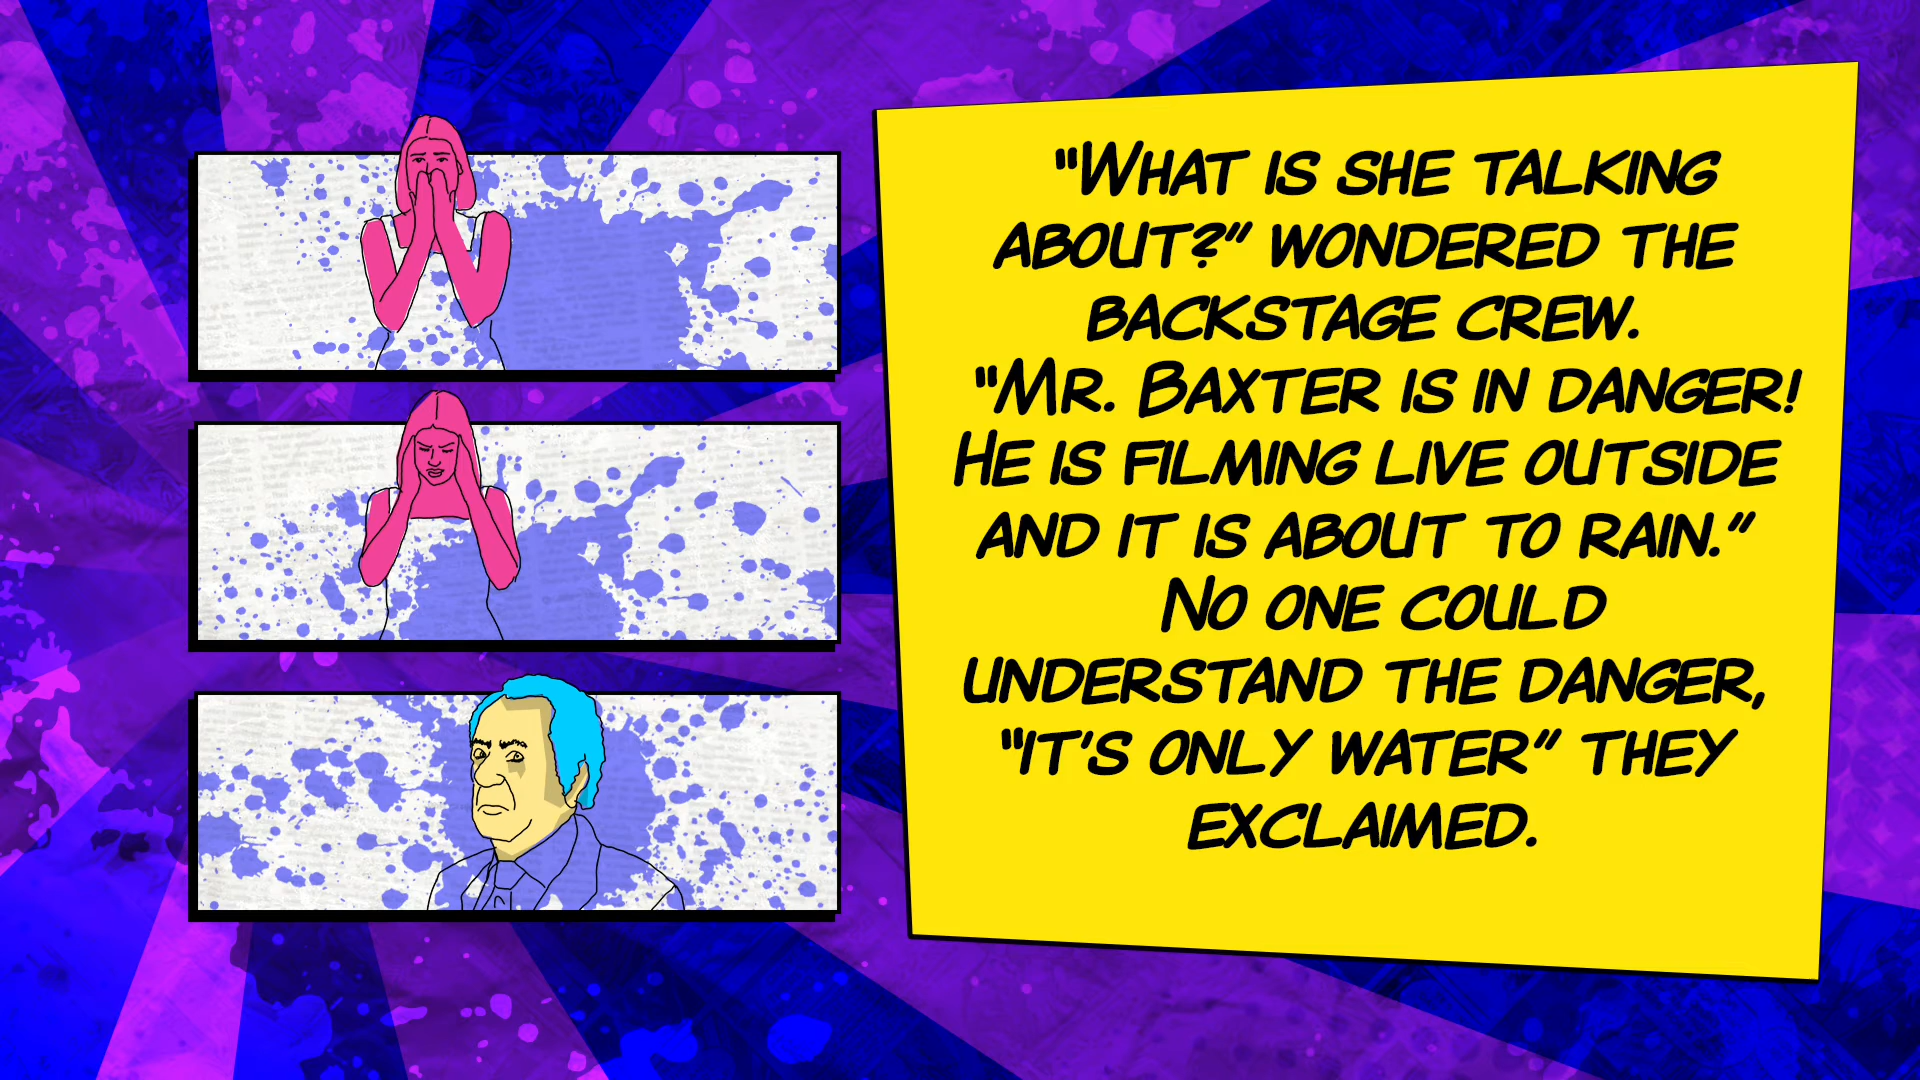 "What is she talking
about?" wondered the
backstage crew.
"Mr. Baxter is in danger!
He is filming live outside
and it is about to rain."
No one could
understand the danger,
"it's only water" they
exclaimed.